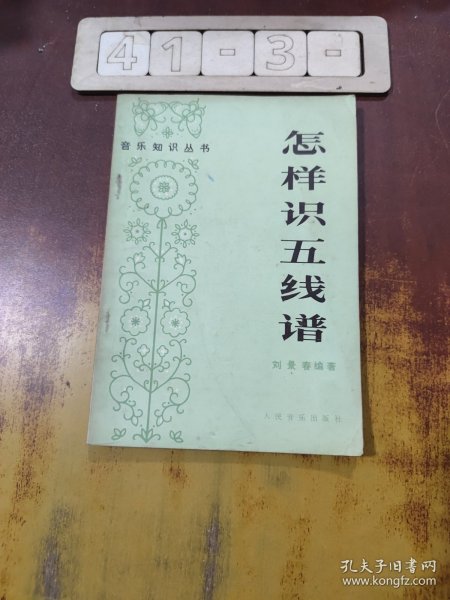 41-3-
音乐知识丛书
怎样识五线谱
刘景春编著
人民音乐出版社
孔夫子旧书网
www.kongfz.com